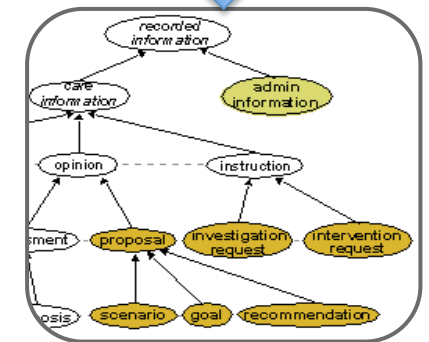 recorded
information
care
information
admin
information
opinion
instruction
proposal
investigation
request
intervention
request
scenario
goal
recommendation